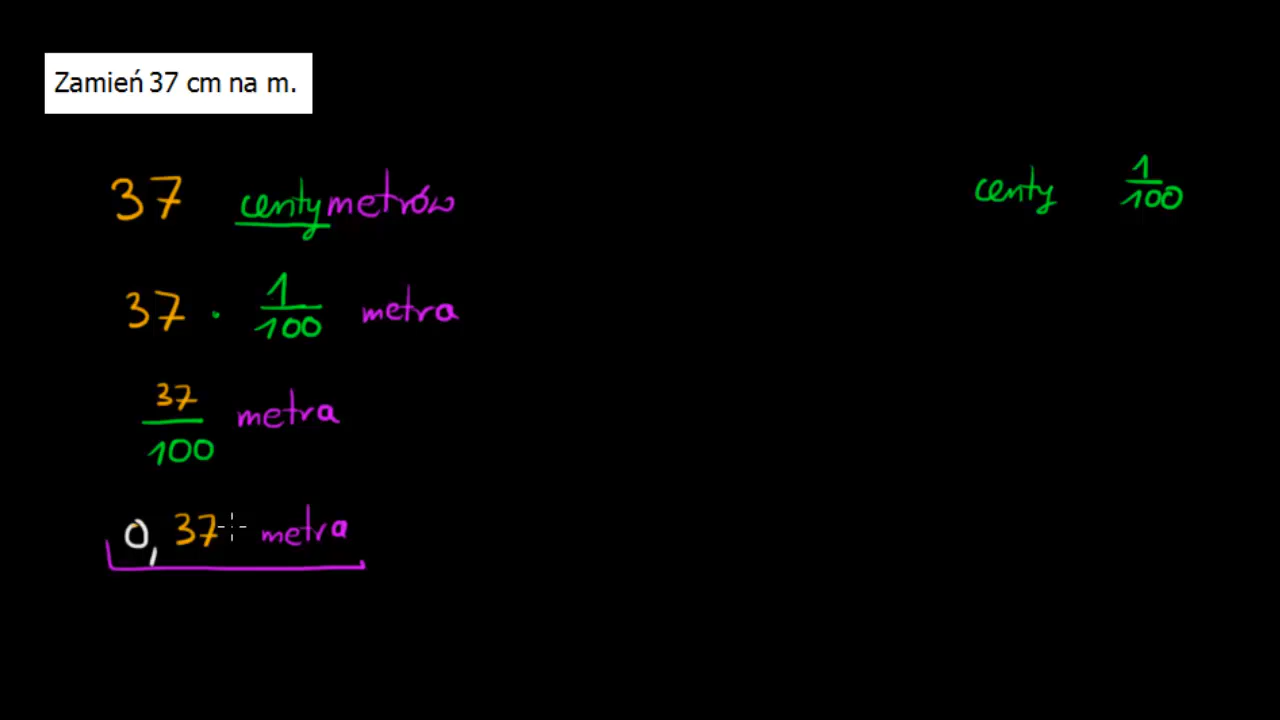 Zamień 37 cm na m.
37 centymetrów
centy 1/100
37 · 1/100 metra
37/100 metra
0,37 metra